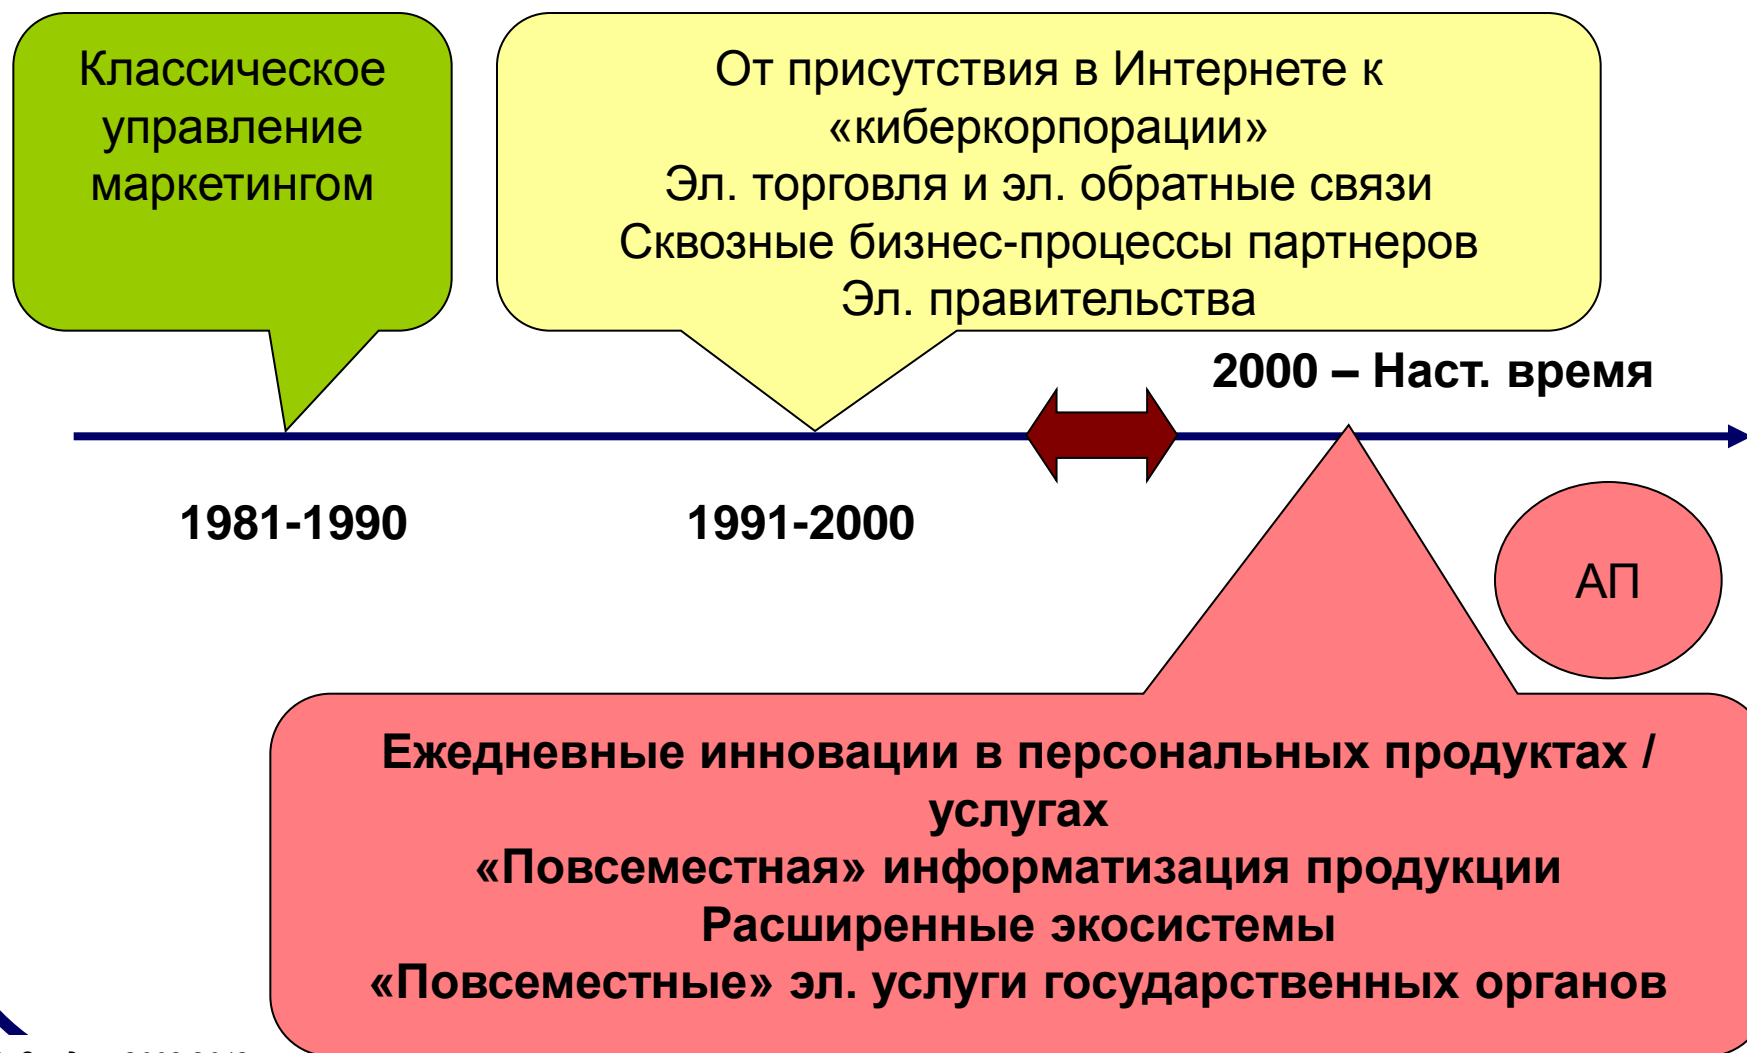 Классическое
управление
маркетингом
От присутствия в Интернете к
«киберкорпорации»
Эл. торговля и эл. обратные связи
Сквозные бизнес-процессы партнеров
Эл. правительства
2000 – Наст. время
1981-1990
1991-2000
АП
Ежедневные инновации в персональных продуктах /
услугах
«Повсеместная» информатизация продукции
Расширенные экосистемы
«Повсеместные» эл. услуги государственных органов